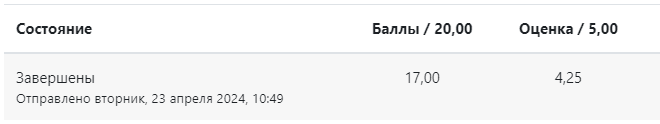 Состояние Баллы / 20,00 Оценка / 5,00
Завершены 17,00 4,25
Отправлено вторник, 23 апреля 2024, 10:49